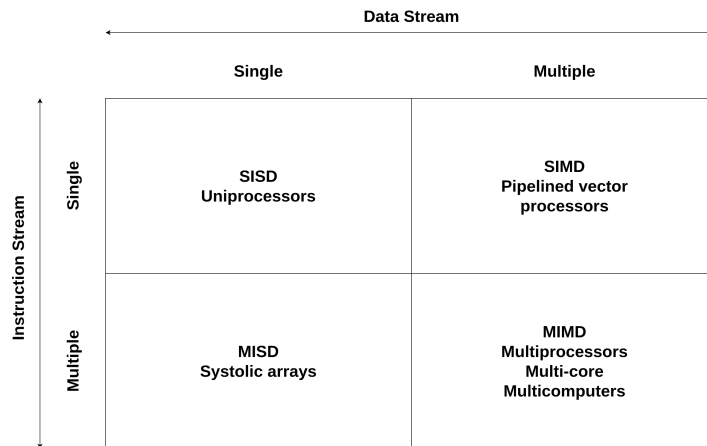 Data Stream
Single
Multiple
Instruction Stream
Single
SISD
Uniprocessors
SIMD
Pipelined vector
processors
Multiple
MISD
Systolic arrays
MIMD
Multiprocessors
Multi-core
Multicomputers